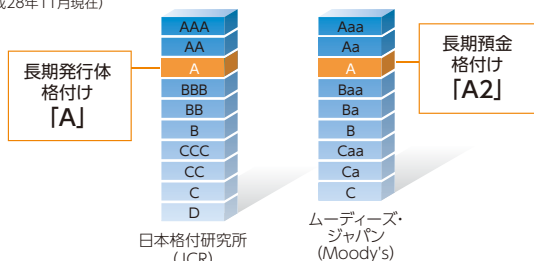 成28年11月現在）
長期発行体
格付け
「A」
AAA
AA
A
BBB
BB
B
CCC
CC
C
D
日本格付研究所
(JCR)
Aaa
Aa
A
Baa
Ba
B
Caa
Ca
C
ムーディーズ・
ジャパン
(Moody's)
長期預金
格付け
「A2」